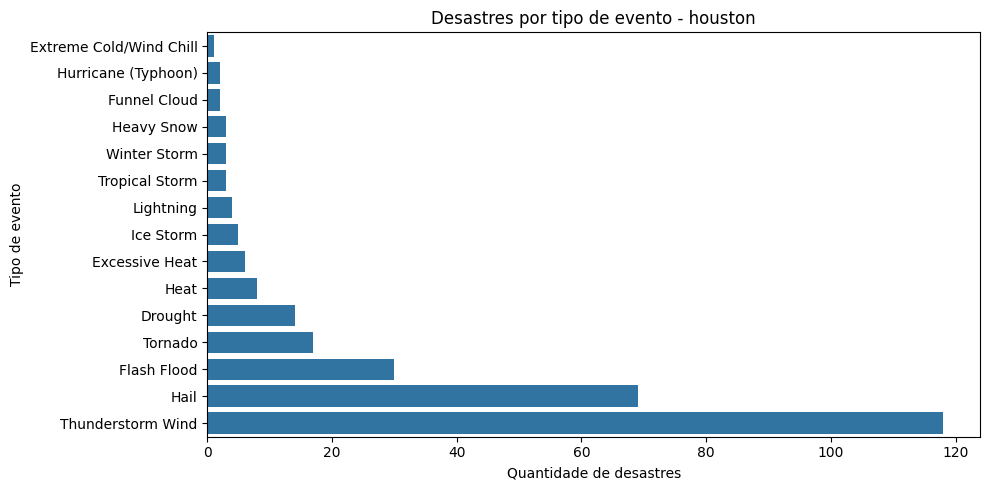 Desastres por tipo de evento - houston
Tipo de evento
Extreme Cold/Wind Chill
Hurricane (Typhoon)
Funnel Cloud
Heavy Snow
Winter Storm
Tropical Storm
Lightning
Ice Storm
Excessive Heat
Heat
Drought
Tornado
Flash Flood
Hail
Thunderstorm Wind
0 20 40 60 80 100 120
Quantidade de desastres